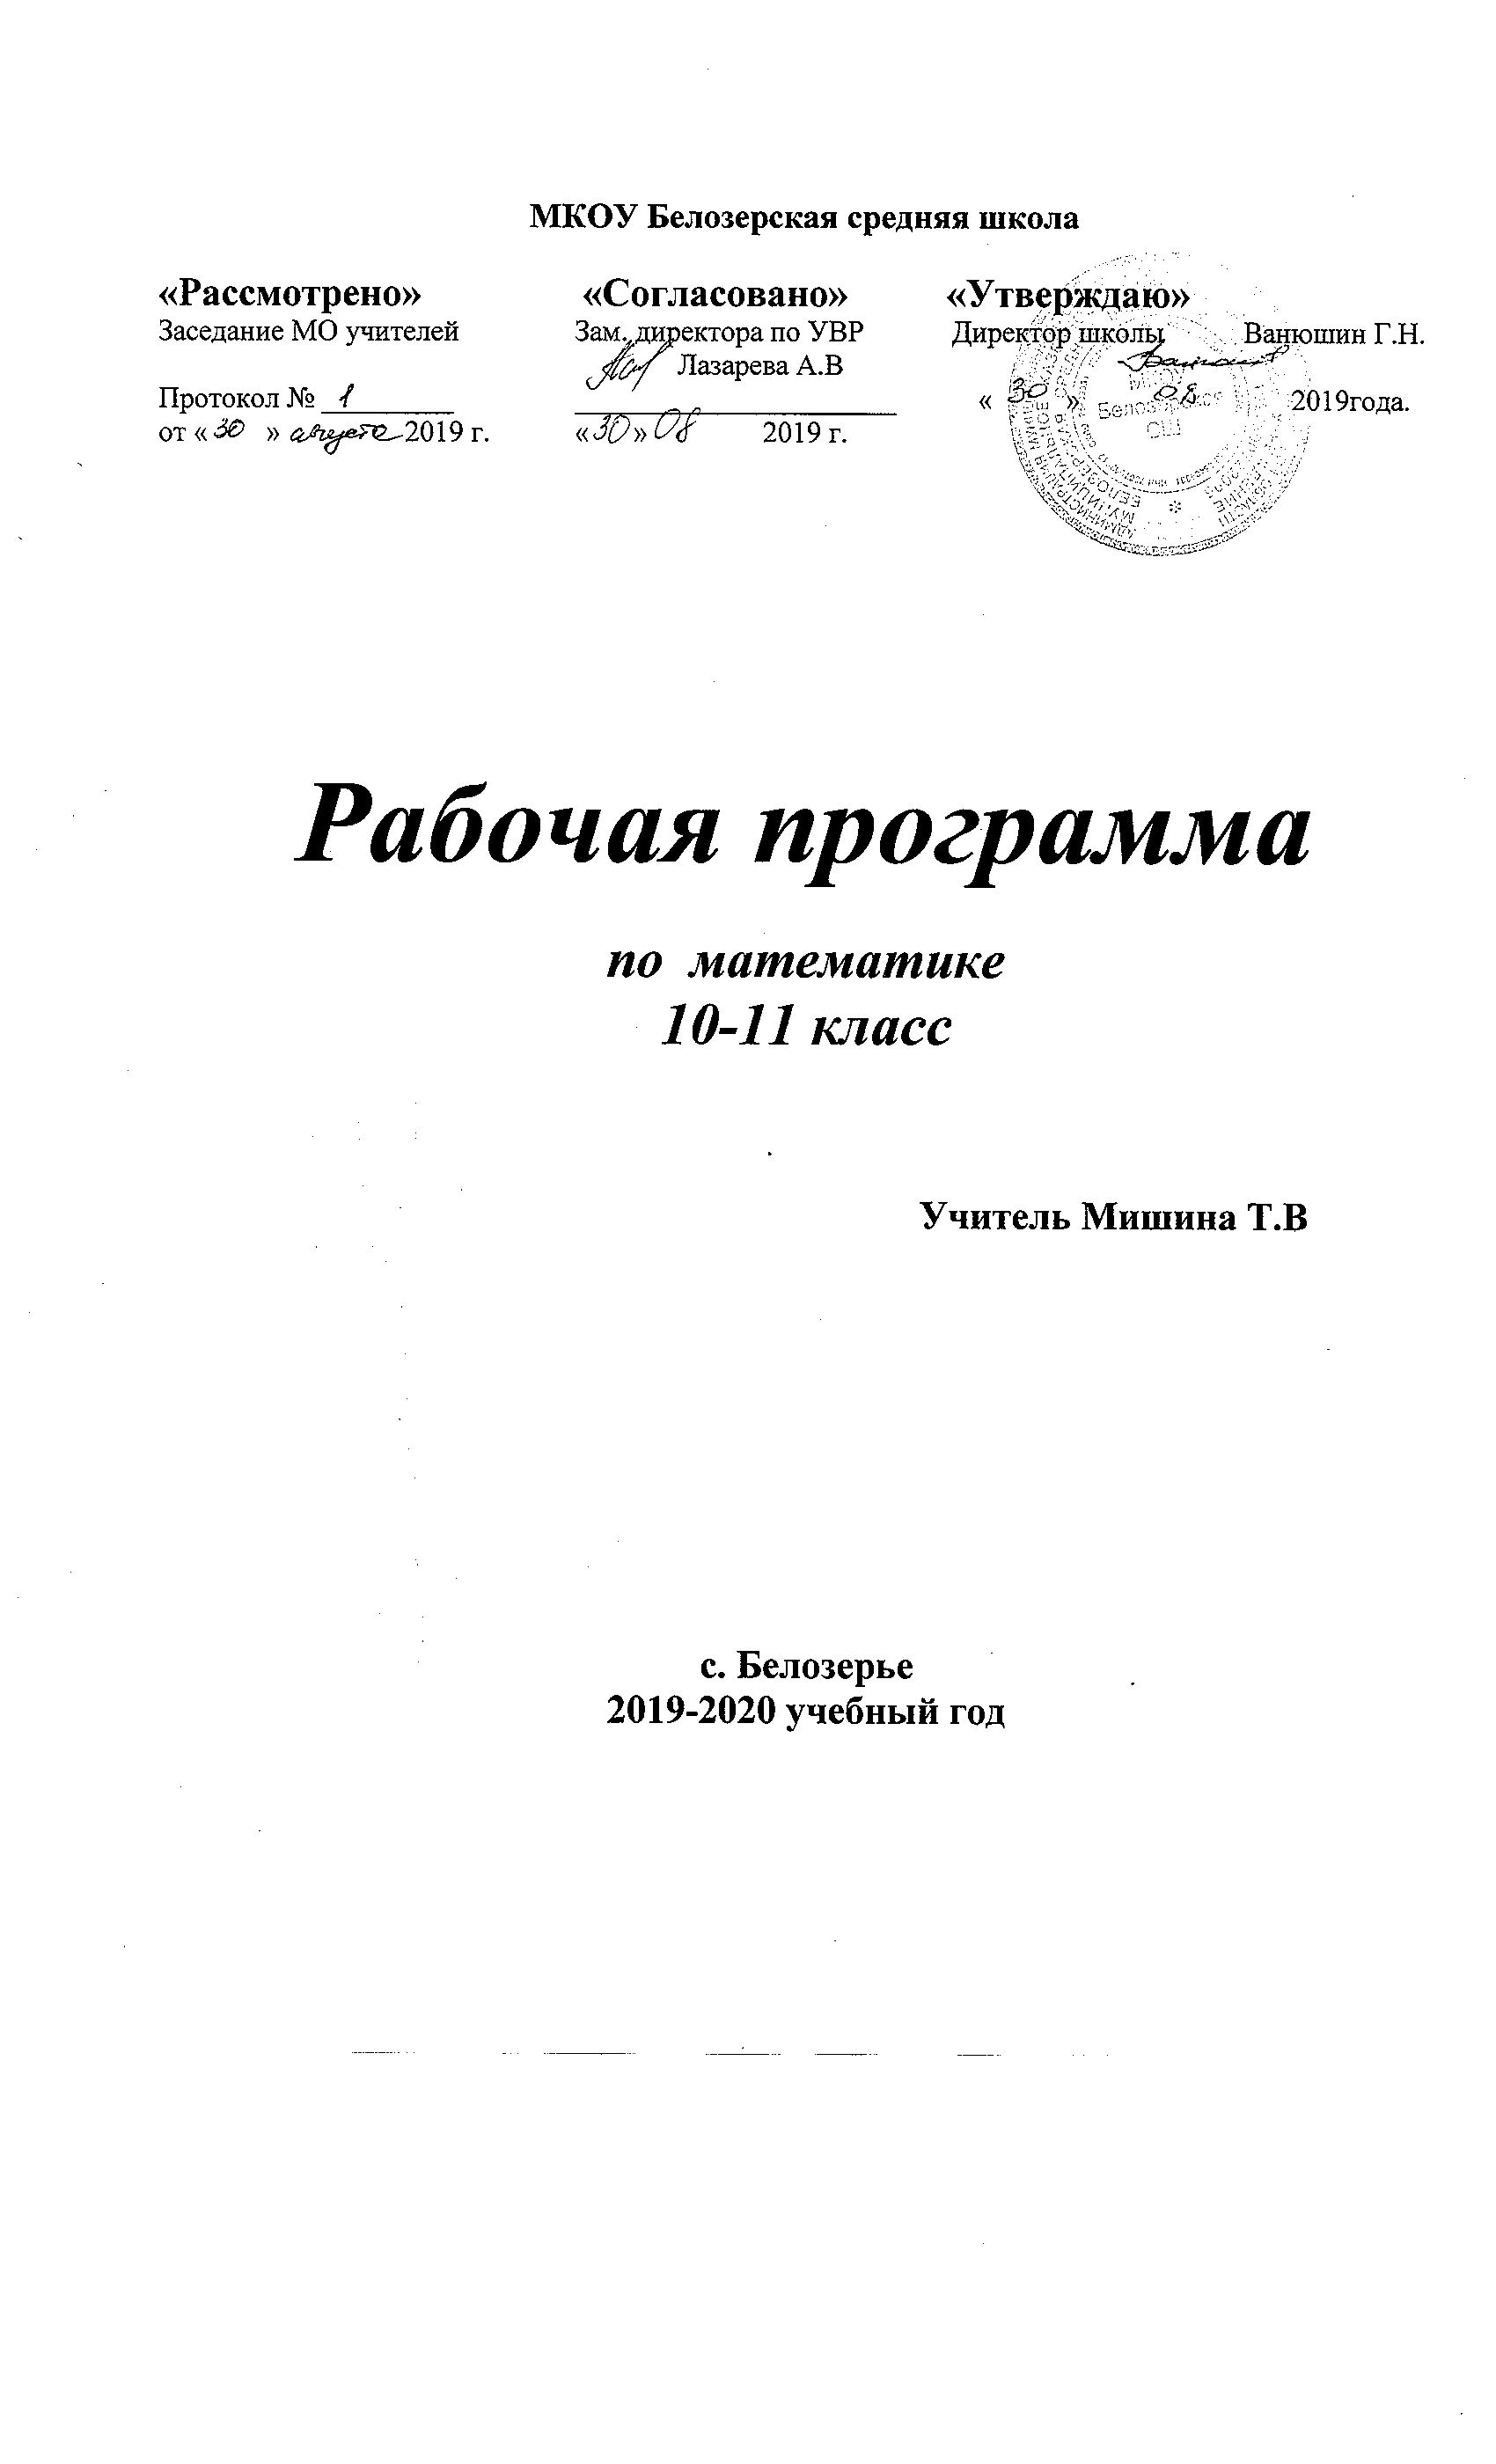 МКОУ Белозерская средняя школа
«Рассмотрено»
Заседание МО учителей
Протокол № 1
от « 30 » августа 2019 г.
«Согласовано»
Зам. директора по УВР
Лазарева А.В
«30» 08 2019 г.
«Утверждаю»
Директор школы Ванюшин Г.Н.
« 30 » 08 2019года.
СШ
Рабочая программа
по математике
10-11 класс
Учитель Мишина Т.В
с. Белозерье
2019-2020 учебный год